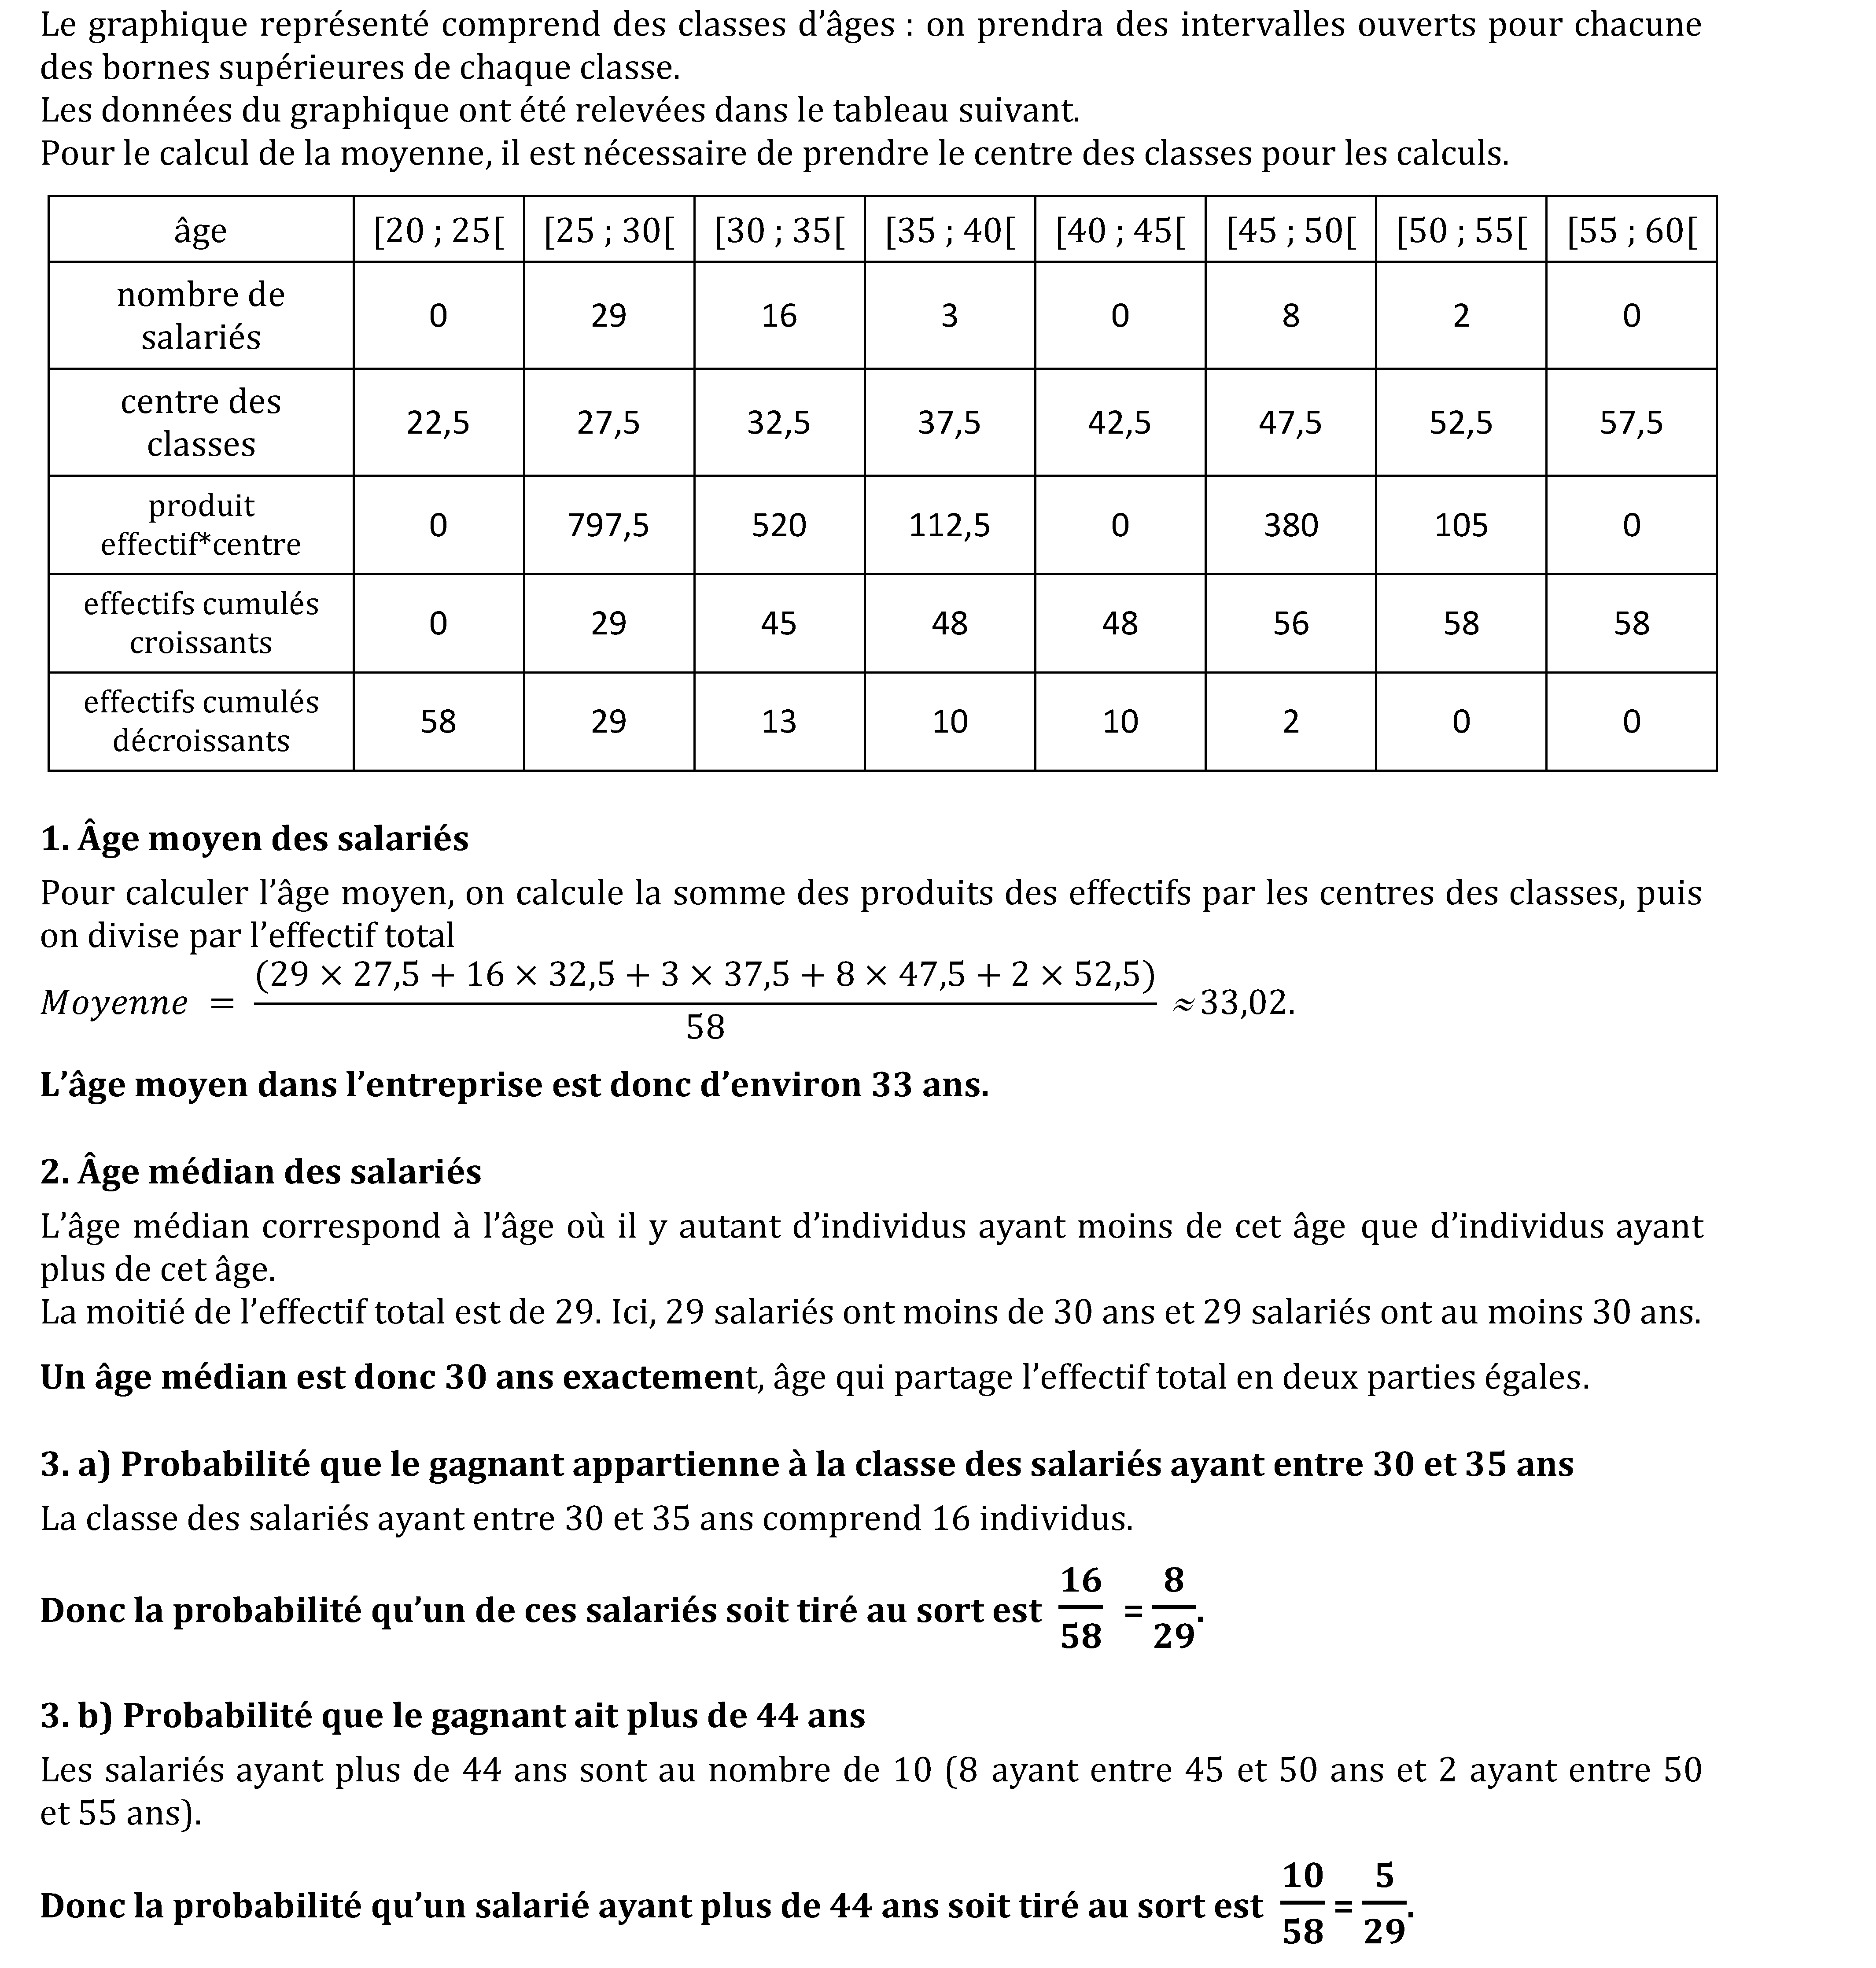 Le graphique représenté comprend des classes d’âges : on prendra des intervalles ouverts pour chacune
des bornes supérieures de chaque classe.
Les données du graphique ont été relevées dans le tableau suivant.
Pour le calcul de la moyenne, il est nécessaire de prendre le centre des classes pour les calculs.
âge [20 ; 25[ [25 ; 30[ [30 ; 35[ [35 ; 40[ [40 ; 45[ [45 ; 50[ [50 ; 55[ [55 ; 60[
nombre de
salariés 0 29 16 3 0 8 2 0
centre des
classes 22,5 27,5 32,5 37,5 42,5 47,5 52,5 57,5
produit
effectif*centre 0 797,5 520 112,5 0 380 105 0
effectifs cumulés
croissants 0 29 45 48 48 56 58 58
effectifs cumulés
décroissants 58 29 13 10 10 2 0 0
1. Âge moyen des salariés
Pour calculer l’âge moyen, on calcule la somme des produits des effectifs par les centres des classes, puis
on divise par l’effectif total
Moyenne = (29 × 27,5 + 16 × 32,5 + 3 × 37,5 + 8 × 47,5 + 2 × 52,5) / 58 ≈ 33,02.
L’âge moyen dans l’entreprise est donc d’environ 33 ans.
2. Âge médian des salariés
L’âge médian correspond à l’âge où il y autant d’individus ayant moins de cet âge que d’individus ayant
plus de cet âge.
La moitié de l’effectif total est de 29. Ici, 29 salariés ont moins de 30 ans et 29 salariés ont au moins 30 ans.
Un âge médian est donc 30 ans exactement, âge qui partage l’effectif total en deux parties égales.
3. a) Probabilité que le gagnant appartienne à la classe des salariés ayant entre 30 et 35 ans
La classe des salariés ayant entre 30 et 35 ans comprend 16 individus.
Donc la probabilité qu’un de ces salariés soit tiré au sort est 16/58 = 8/29.
3. b) Probabilité que le gagnant ait plus de 44 ans
Les salariés ayant plus de 44 ans sont au nombre de 10 (8 ayant entre 45 et 50 ans et 2 ayant entre 50
et 55 ans).
Donc la probabilité qu’un salarié ayant plus de 44 ans soit tiré au sort est 10/58 = 5/29.